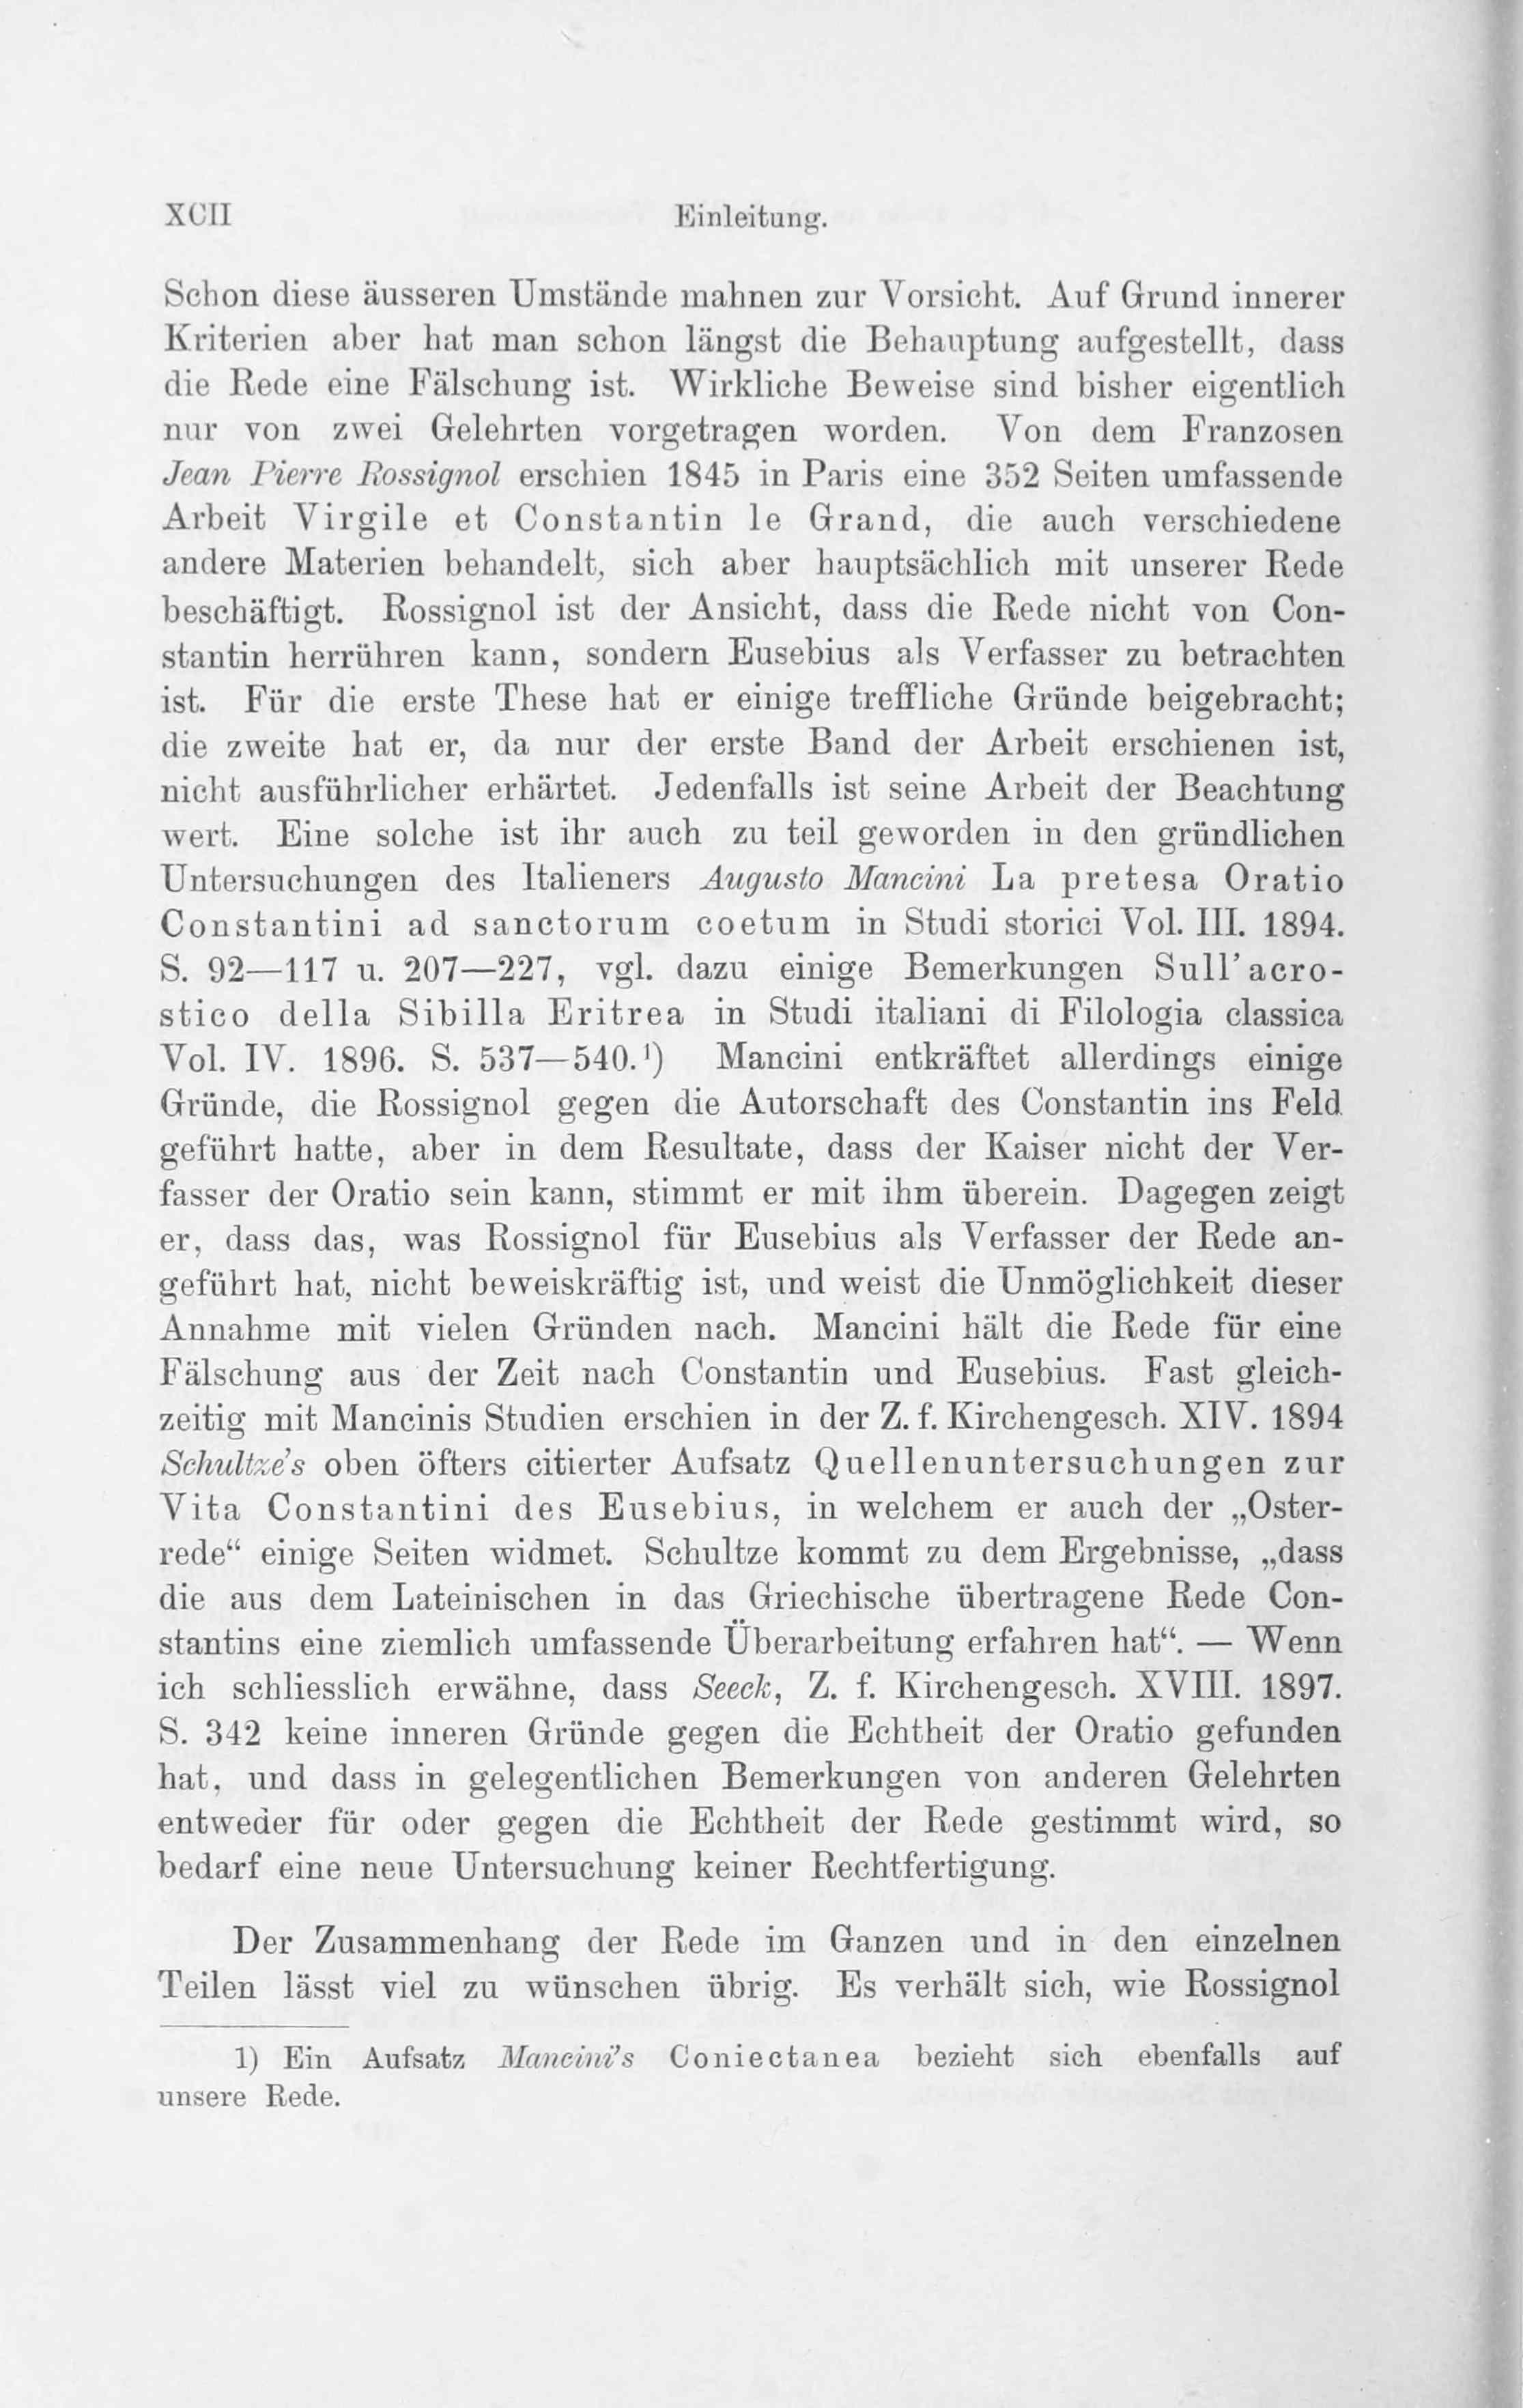 XCII Einleitung.
Schon diese äusseren Umstände mahnen zur Vorsicht. Auf Grund innerer
Kriterien aber hat man schon längst die Behauptung aufgestellt, dass
die Rede eine Fälschung ist. Wirkliche Beweise sind bisher eigentlich
nur von zwei Gelehrten vorgetragen worden. Von dem Franzosen
Jean Pierre Rossignol erschien 1845 in Paris eine 352 Seiten umfassende
Arbeit Virgile et Constantin le Grand, die auch verschiedene
andere Materien behandelt, sich aber hauptsächlich mit unserer Rede
beschäftigt. Rossignol ist der Ansicht, dass die Rede nicht von Con-
stantin herrühren kann, sondern Eusebius als Verfasser zu betrachten
ist. Für die erste These hat er einige treffliche Gründe beigebracht;
die zweite hat er, da nur der erste Band der Arbeit erschienen ist,
nicht ausführlicher erhärtet. Jedenfalls ist seine Arbeit der Beachtung
wert. Eine solche ist ihr auch zu teil geworden in den gründlichen
Untersuchungen des Italieners Augusto Mancini La pretesa Oratio
Constantini ad sanctorum coetum in Studi storici Vol. III. 1894.
S. 92—117 u. 207—227, vgl. dazu einige Bemerkungen Sull' acro-
stico della Sibilla Eritrea in Studi italiani di Filologia classica
Vol. IV. 1896. S. 537—540.¹) Mancini entkräftet allerdings einige
Gründe, die Rossignol gegen die Autorschaft des Constantin ins Feld
geführt hatte, aber in dem Resultate, dass der Kaiser nicht der Ver-
fasser der Oratio sein kann, stimmt er mit ihm überein. Dagegen zeigt
er, dass das, was Rossignol für Eusebius als Verfasser der Rede an-
geführt hat, nicht beweiskräftig ist, und weist die Unmöglichkeit dieser
Annahme mit vielen Gründen nach. Mancini hält die Rede für eine
Fälschung aus der Zeit nach Constantin und Eusebius. Fast gleich-
zeitig mit Mancinis Studien erschien in der Z. f. Kirchengesch. XIV. 1894
Schultze's oben öfters citierter Aufsatz Quellenuntersuchungen zur
Vita Constantini des Eusebius, in welchem er auch der „Oster-
rede“ einige Seiten widmet. Schultze kommt zu dem Ergebnisse, „dass
die aus dem Lateinischen in das Griechische übertragene Rede Con-
stantins eine ziemlich umfassende Überarbeitung erfahren hat“. — Wenn
ich schliesslich erwähne, dass Seeck, Z. f. Kirchengesch. XVIII. 1897.
S. 342 keine inneren Gründe gegen die Echtheit der Oratio gefunden
hat, und dass in gelegentlichen Bemerkungen von anderen Gelehrten
entweder für oder gegen die Echtheit der Rede gestimmt wird, so
bedarf eine neue Untersuchung keiner Rechtfertigung.
Der Zusammenhang der Rede im Ganzen und in den einzelnen
Teilen lässt viel zu wünschen übrig. Es verhält sich, wie Rossignol
1) Ein Aufsatz Mancini's Coniectanea bezieht sich ebenfalls auf
unsere Rede.